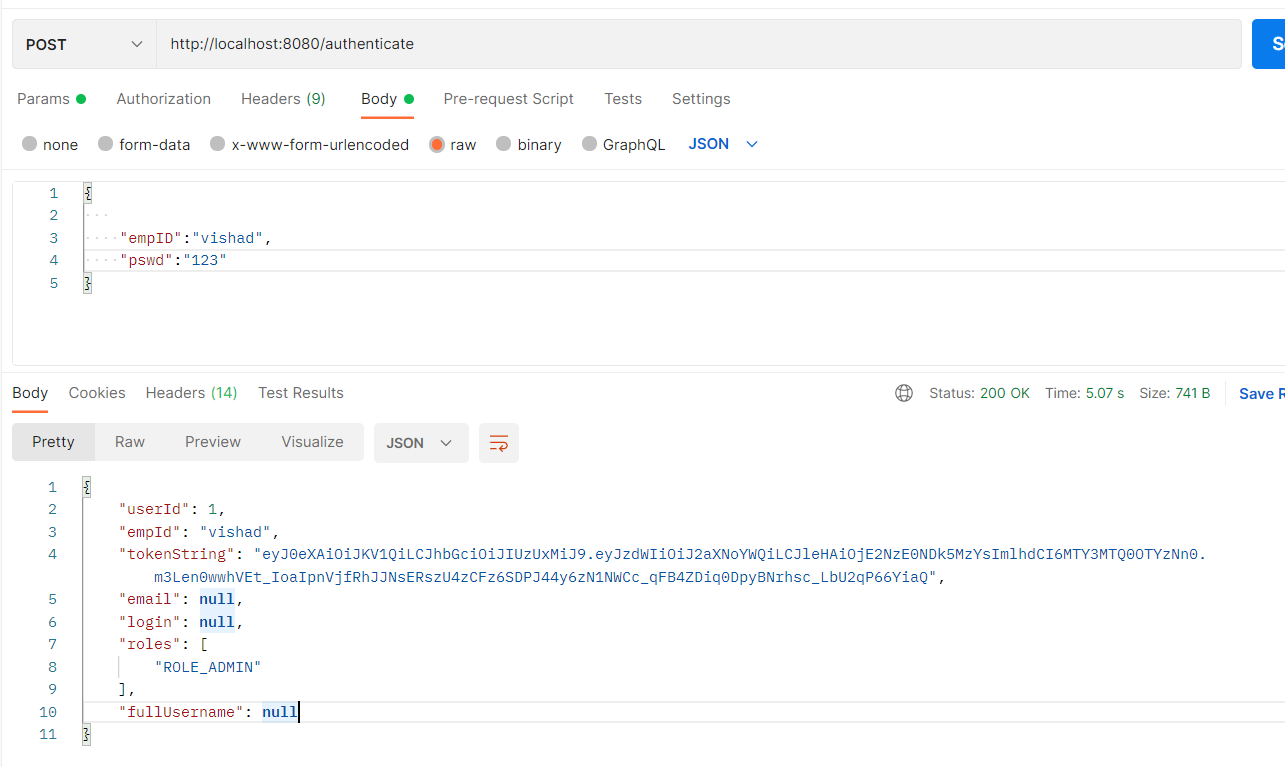 POST http://localhost:8080/authenticate
Params Authorization Headers (9) Body Pre-request Script Tests Settings
none form-data x-www-form-urlencoded raw binary GraphQL JSON
1 {
2
3 "empID":"vishad",
4 "pswd":"123"
5 }
Body Cookies Headers (14) Test Results Status: 200 OK Time: 5.07 s Size: 741 B Save R
Pretty Raw Preview Visualize JSON
1 {
2 "userId": 1,
3 "empId": "vishad",
4 "tokenString": "eyJ0eXAiOiJKV1QiLCJhbGciOiJIUzUxMiJ9.eyJzdWIiOiJ2aXNoYWQiLCJleHAiOjE2NzE0NDk5MzYsImlhdCI6MTY3MTQ0OTYzNn0.
m3Len0wwhVEt_IoaIpnVjfRhJJNsERszU4zCFz6SDPJ44y6zN1NWCc_qFB4ZDiq0DpyBNrhsc_LbU2qP66YiaQ",
5 "email": null,
6 "login": null,
7 "roles": [
8 "ROLE_ADMIN"
9 ],
10 "fullUsername": null
11 }